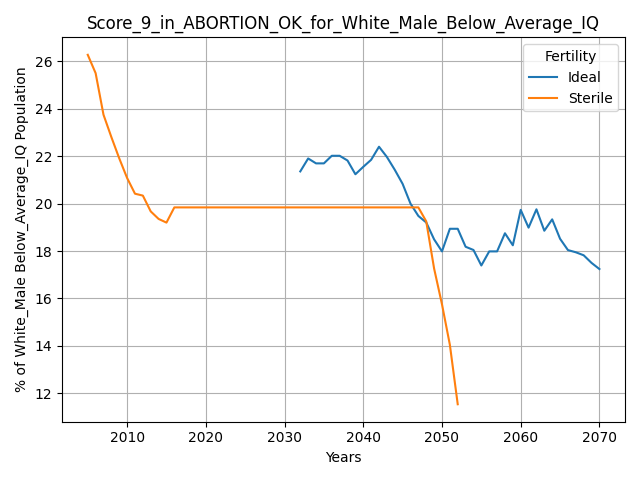 Score_9_in_ABORTION_OK_for_White_Male_Below_Average_IQ
% of White_Male Below_Average_IQ Population
26
24
22
20
18
16
14
12
Fertility
Ideal
Sterile
2010 2020 2030 2040 2050 2060 2070
Years